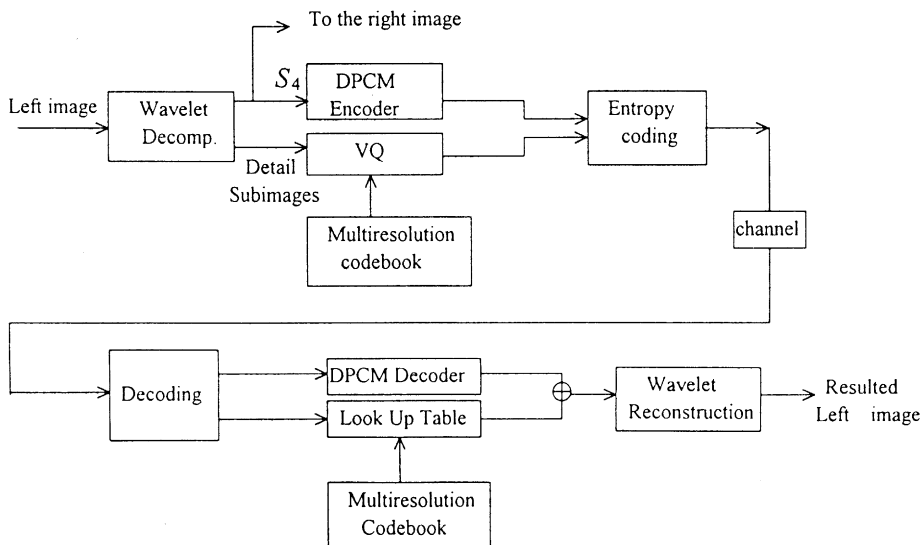 To the right image
S4
DPCM
Encoder
Left image
Wavelet
Decomp.
Entropy
coding
VQ
Detail
Subimages
channel
Multiresolution
codebook
Decoding
DPCM Decoder
Look Up Table
Wavelet
Reconstruction
Resulted
Left image
Multiresolution
Codebook